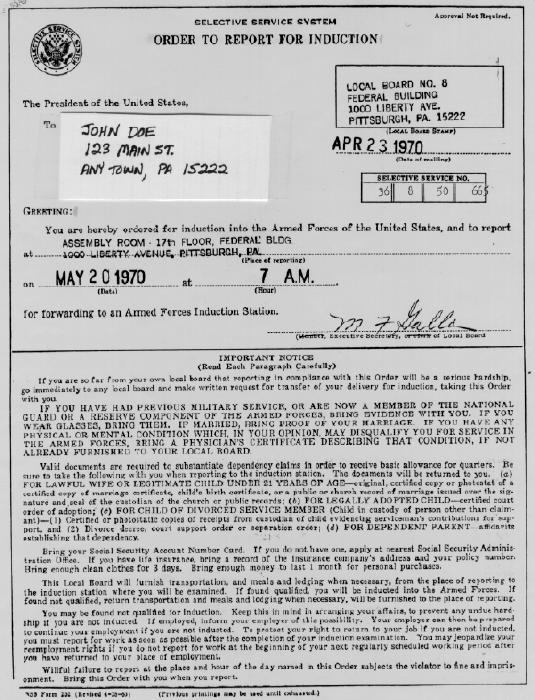 SELECTIVE SERVICE SYSTEM
Approval Not Required.
ORDER TO REPORT FOR INDUCTION
SELECTIVE SERVICE SYSTEM
The President of the United States,
LOCAL BOARD NO. 8
FEDERAL BUILDING
1000 LIBERTY AVE.
PITTSBURGH, PA. 15222
(LOCAL BOARD STAMP)
To
JOHN DOE
123 MAIN ST.
ANY TOWN, PA 15222
APR 23 1970
(Date of mailing)
SELECTIVE SERVICE NO.
36 8 50 665
GREETING:
You are hereby ordered for induction into the Armed Forces of the United States, and to report
ASSEMBLY ROOM - 17th FLOOR, FEDERAL BLDG
at 1000 LIBERTY AVENUE, PITTSBURGH, PA.
(Place of reporting)
on MAY 20 1970 at 7 A.M.
(Date) (Hour)
for forwarding to an Armed Forces Induction Station.
(Member, Executive Secretary, or clerk of Local Board)
IMPORTANT NOTICE
(Read Each Paragraph Carefully)
If you are so far from your own local board that reporting in compliance with this Order will be a serious hardship,
go immediately to any local board and make written request for transfer of your delivery for induction, taking this Order
with you.
IF YOU HAVE HAD PREVIOUS MILITARY SERVICE, OR ARE NOW A MEMBER OF THE NATIONAL
GUARD OR A RESERVE COMPONENT OF THE ARMED FORCES, BRING EVIDENCE WITH YOU. IF YOU
WEAR GLASSES, BRING THEM. IF MARRIED, BRING PROOF OF YOUR MARRIAGE. IF YOU HAVE ANY
PHYSICAL OR MENTAL CONDITION WHICH, IN YOUR OPINION, MAY DISQUALIFY YOU FOR SERVICE IN
THE ARMED FORCES, BRING A PHYSICIAN'S CERTIFICATE DESCRIBING THAT CONDITION, IF NOT
ALREADY FURNISHED TO YOUR LOCAL BOARD.
Valid documents are required to substantiate dependency claims in order to receive basic allowance for quarters. Be
sure to take the following with you when reporting to the induction station. The documents will be returned to you. (a)
FOR LAWFUL WIFE OR LEGITIMATE CHILD UNDER 21 YEARS OF AGE—original, certified copy or photostat of a
certified copy of marriage certificate, child's birth certificate, or a public or church record of marriage issued over the sig-
nature and seal of the custodian of the church or public records; (b) FOR LEGALLY ADOPTED CHILD—certified court
order of adoption; (c) FOR CHILD OF DIVORCED SERVICE MEMBER (Child in custody of person other than claim-
ant)—(1) Certified or photostatic copies of receipts from custodian of child evidencing serviceman's contributions for sup-
port, and (2) Divorce decree, court support order or separation order; (d) FOR DEPENDENT PARENT—affidavits
establishing that dependency.
Bring your Social Security Account Number Card. If you do not have one, apply at nearest Social Security Adminis-
tration Office. If you have life insurance, bring a record of the insurance company's address and your policy number.
Bring enough clean clothes for 3 days. Bring enough money to last 1 month for personal purchases.
This Local Board will furnish transportation, and meals and lodging when necessary, from the place of reporting to
the induction station where you will be examined. If found qualified, you will be inducted into the Armed Forces. If
found not qualified, return transportation and meals and lodging when necessary, will be furnished to the place of reporting.
You may be found not qualified for induction. Keep this in mind in arranging your affairs, to prevent any undue hard-
ship if you are not inducted. If employed, inform your employer of this possibility. Your employer can then be prepared
to continue your employment if you are not inducted. To protect your right to return to your job if you are not inducted,
you must report for work as soon as possible after the completion of your induction examination. You may jeopardize your
reemployment rights if you do not report for work at the beginning of your next regularly scheduled working period after
you have returned to your place of employment.
Willful failure to report at the place and hour of the day named in this Order subjects the violator to fine and impris-
onment. Bring this Order with you when you report.
Form 252 (Previous printings may be used until exhausted.)